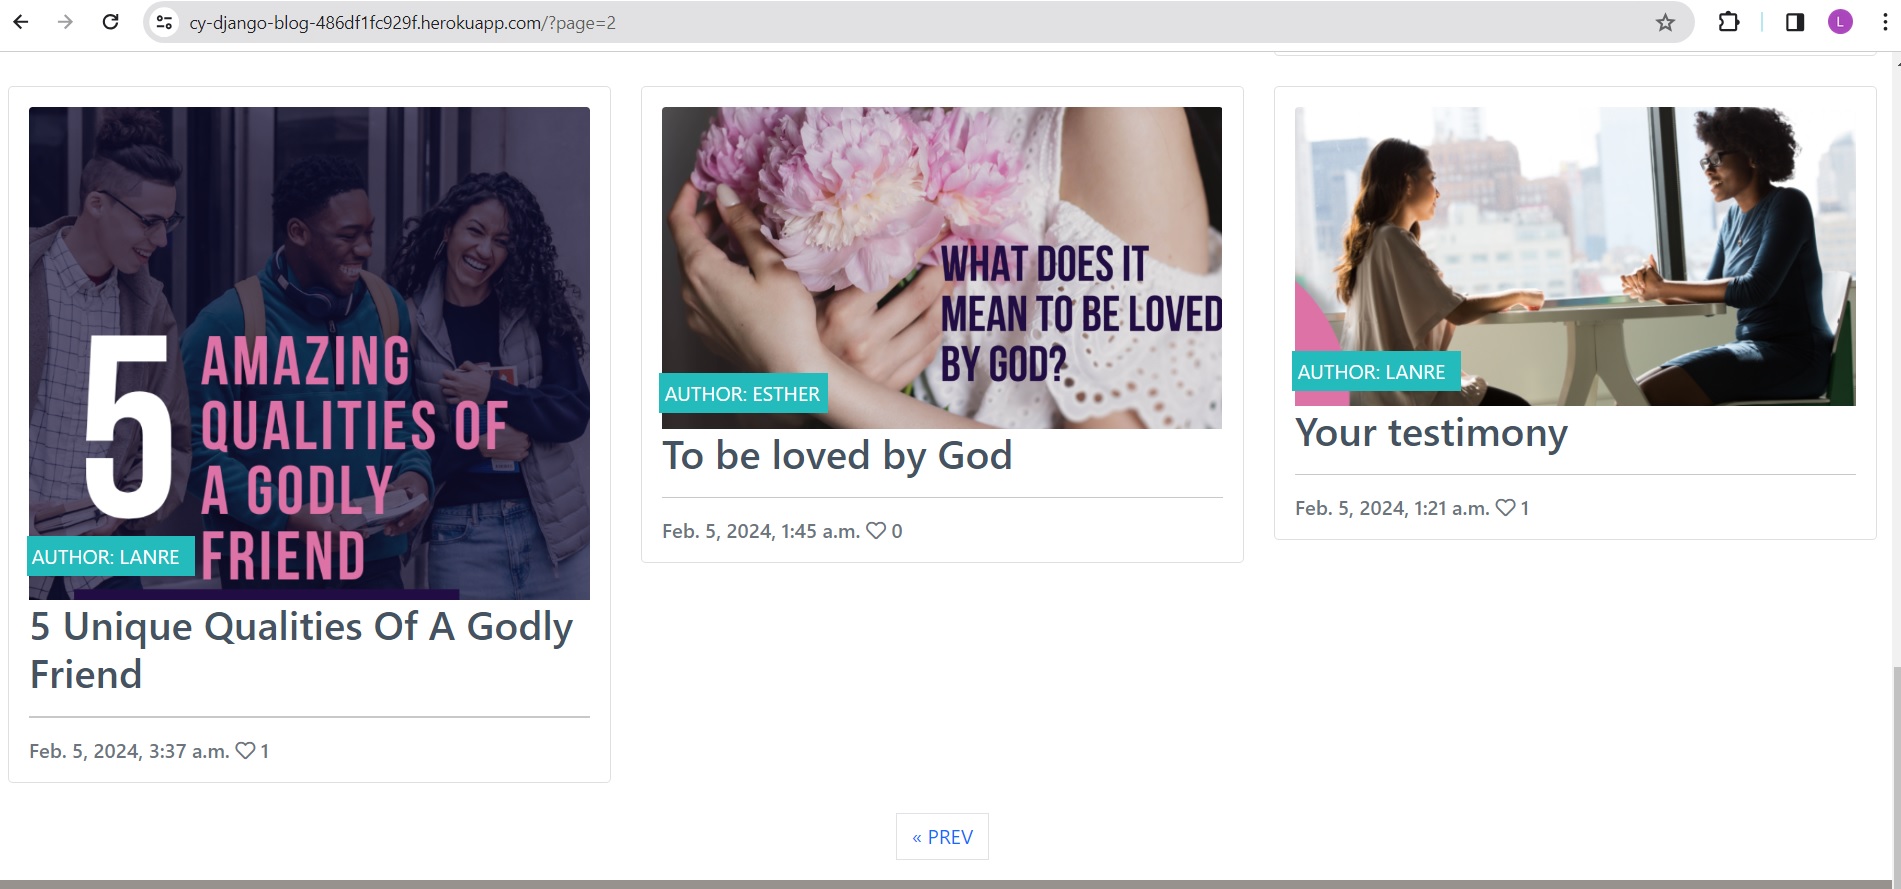 cy-django-blog-486df1fc929f.herokuapp.com/?page=2
L
5
AMAZING
QUALITIES OF
A GODLY
FRIEND
AUTHOR: LANRE
5 Unique Qualities Of A Godly
Friend
Feb. 5, 2024, 3:37 a.m. 1
WHAT DOES IT
MEAN TO BE LOVED
BY GOD?
AUTHOR: ESTHER
To be loved by God
Feb. 5, 2024, 1:45 a.m. 0
AUTHOR: LANRE
Your testimony
Feb. 5, 2024, 1:21 a.m. 1
« PREV